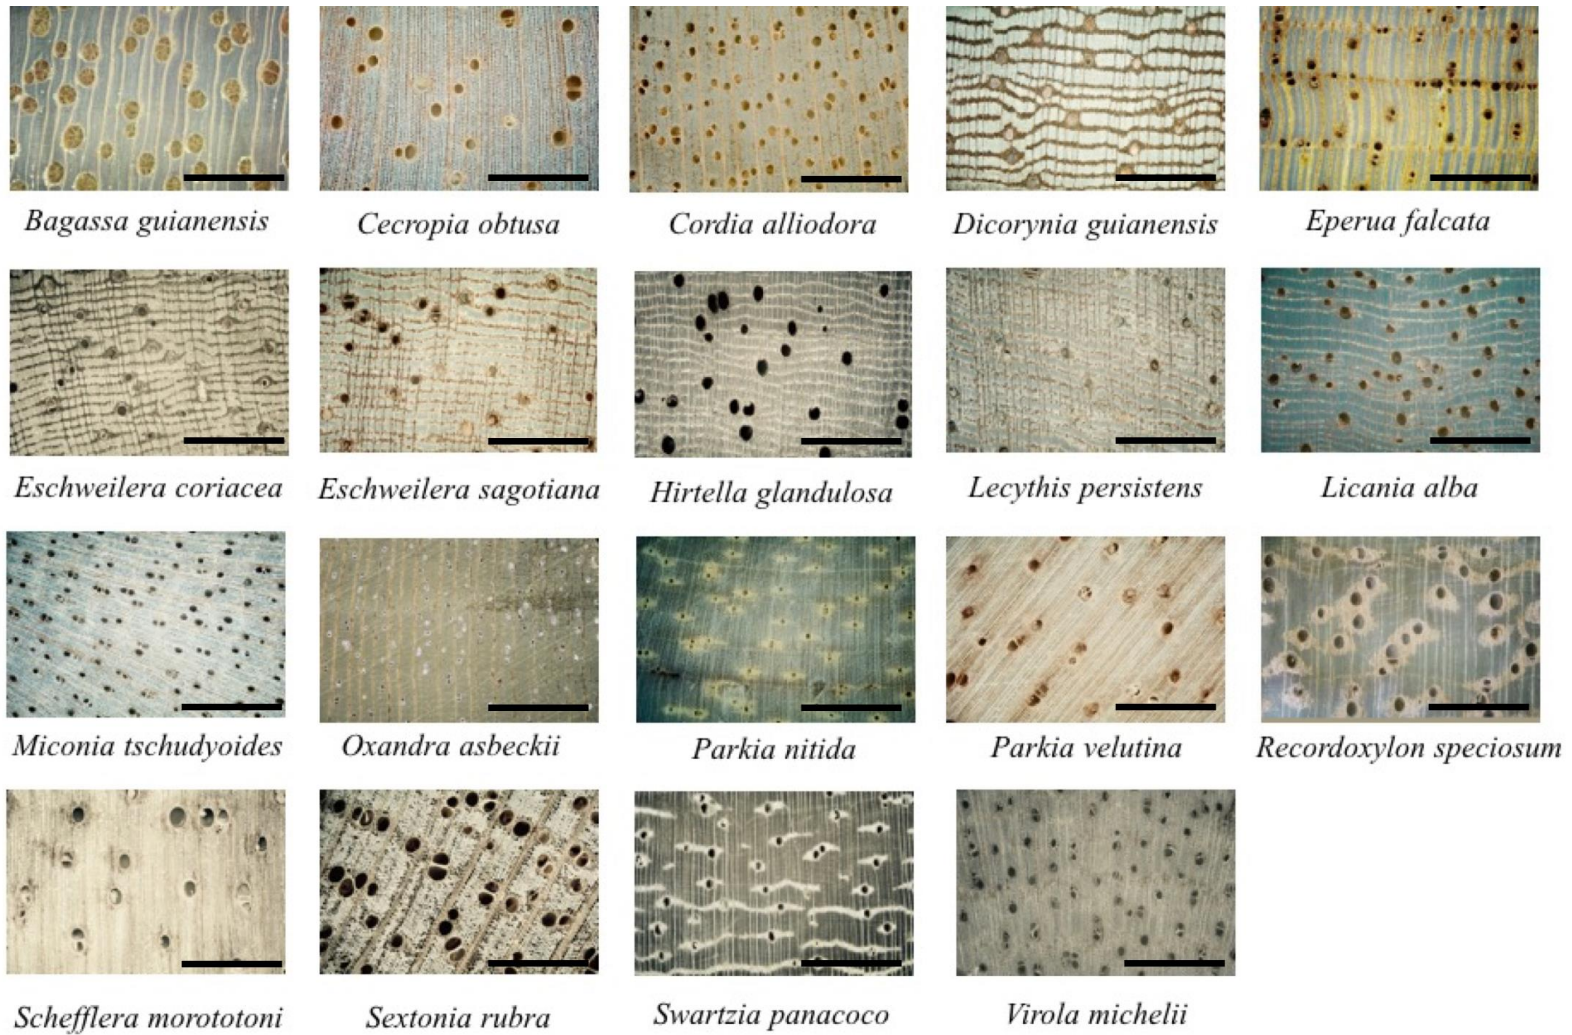 Bagassa guianensis
Cecropia obtusa
Cordia alliodora
Dicorynia guianensis
Eperua falcata
Eschweilera coriacea
Eschweilera sagotiana
Hirtella glandulosa
Lecythis persistens
Licania alba
Miconia tschudyoides
Oxandra asbeckii
Parkia nitida
Parkia velutina
Recordoxylon speciosum
Schefflera morototoni
Sextonia rubra
Swartzia panacoco
Virola michelii